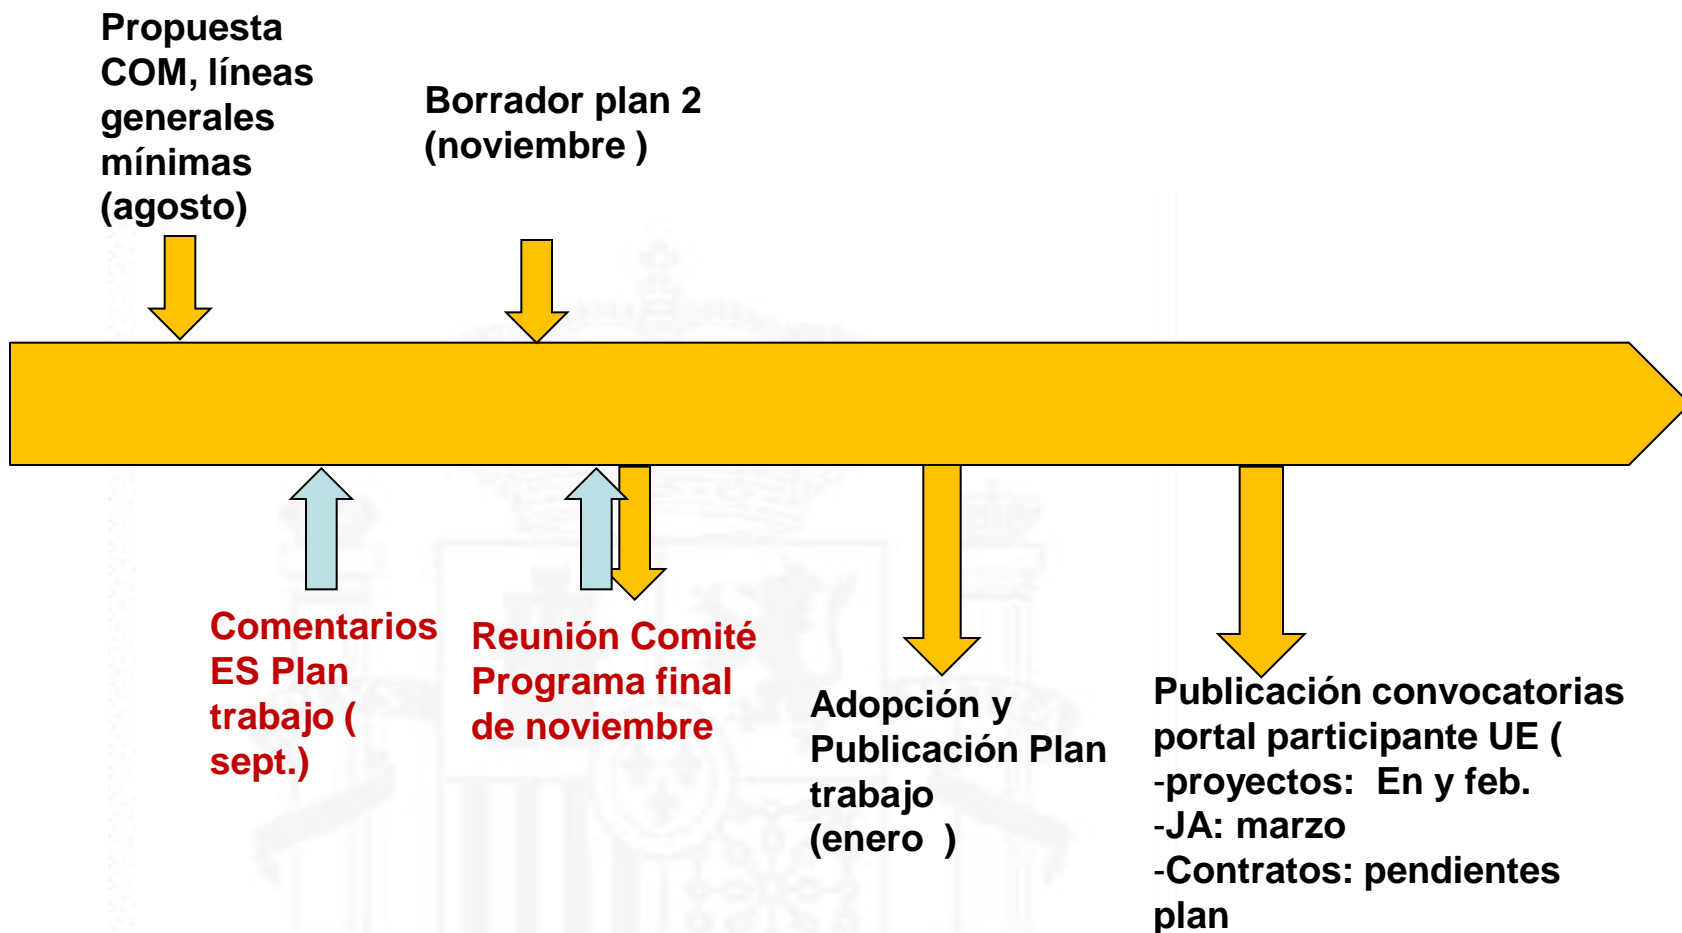 Propuesta
COM, líneas
generales
mínimas
(agosto)
Borrador plan 2
(noviembre )
Comentarios
ES Plan
trabajo (
sept.)
Reunión Comité
Programa final
de noviembre
Adopción y
Publicación Plan
trabajo
(enero  )
Publicación convocatorias
portal participante UE (
-proyectos:  En y feb.
-JA: marzo
-Contratos: pendientes
plan